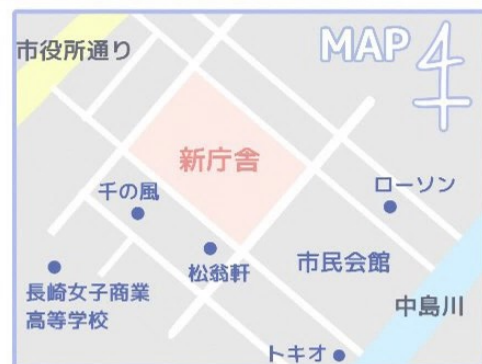 MAP
市役所通り
新庁舎
千の風
ローソン
松翁軒
市民会館
長崎女子商業
高等学校
中島川
トキオ